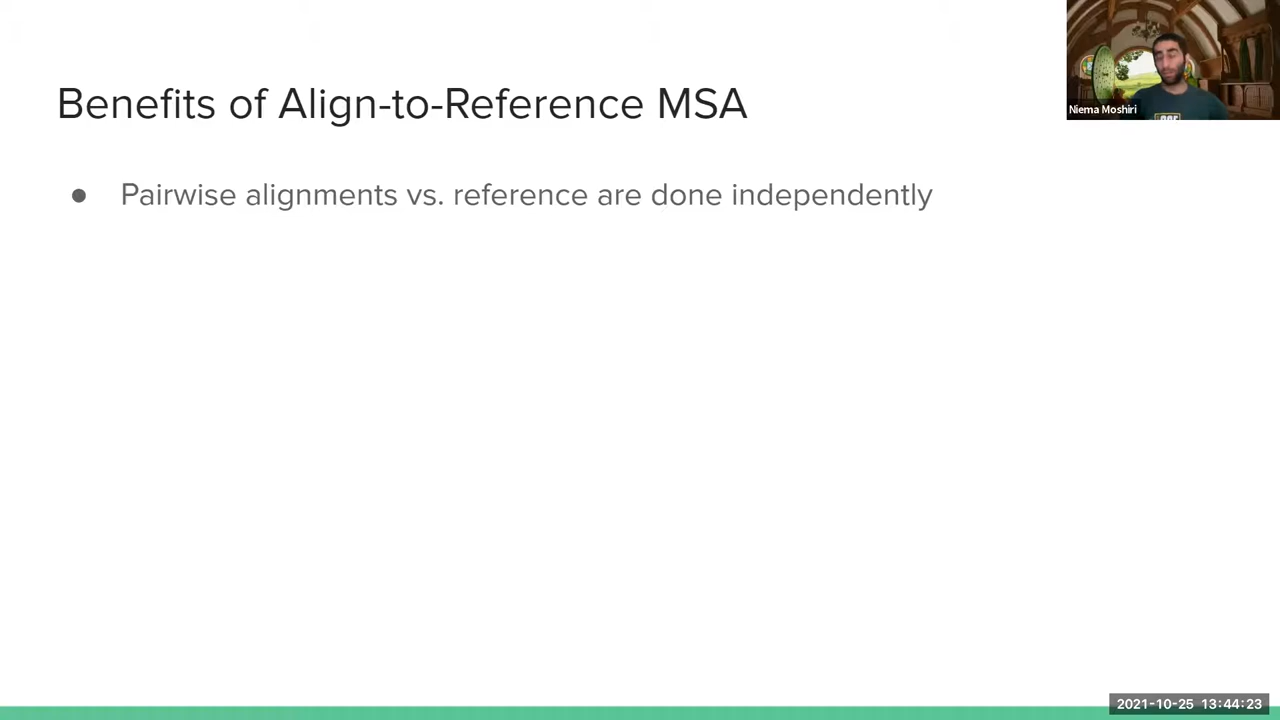 Benefits of Align-to-Reference MSA
Niema Moshiri
● Pairwise alignments vs. reference are done independently
2021-10-25 13:44:23